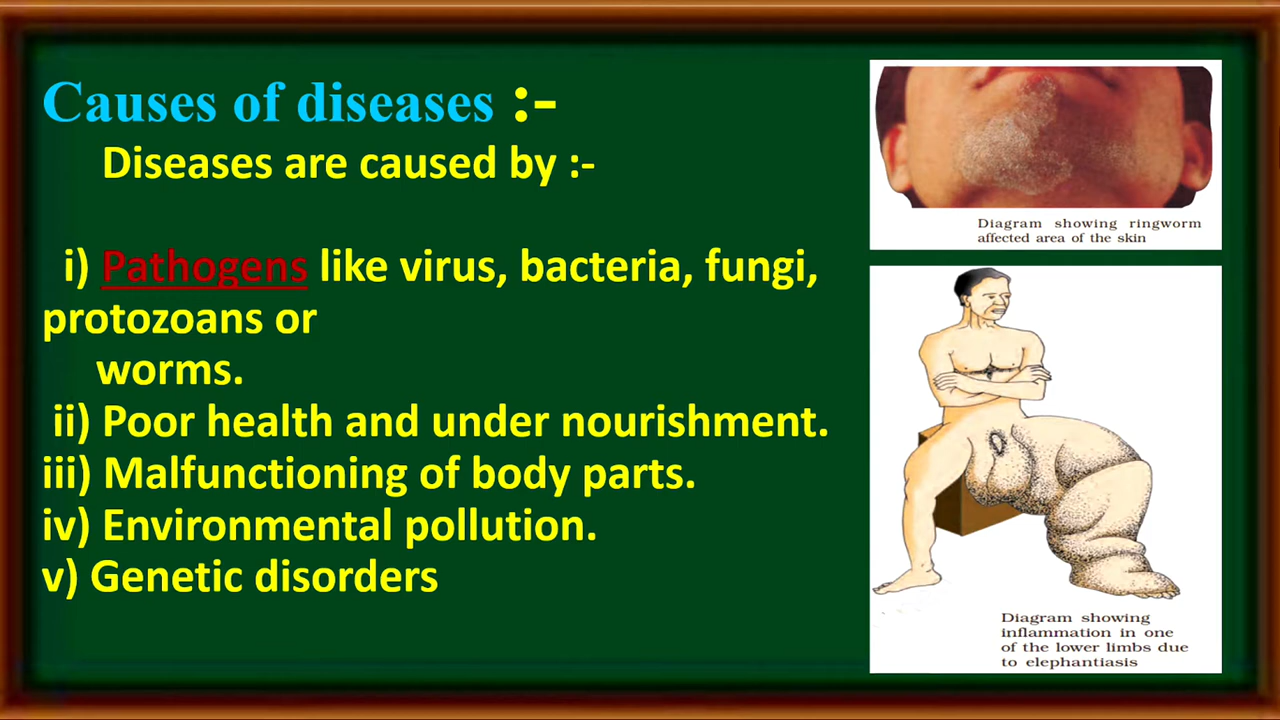 Causes of diseases :-
Diseases are caused by :-
i) Pathogens like virus, bacteria, fungi,
protozoans or
worms.
ii) Poor health and under nourishment.
iii) Malfunctioning of body parts.
iv) Environmental pollution.
v) Genetic disorders
Diagram showing ringworm
affected area of the skin
Diagram showing
inflammation in one
of the lower limbs due
to elephantiasis